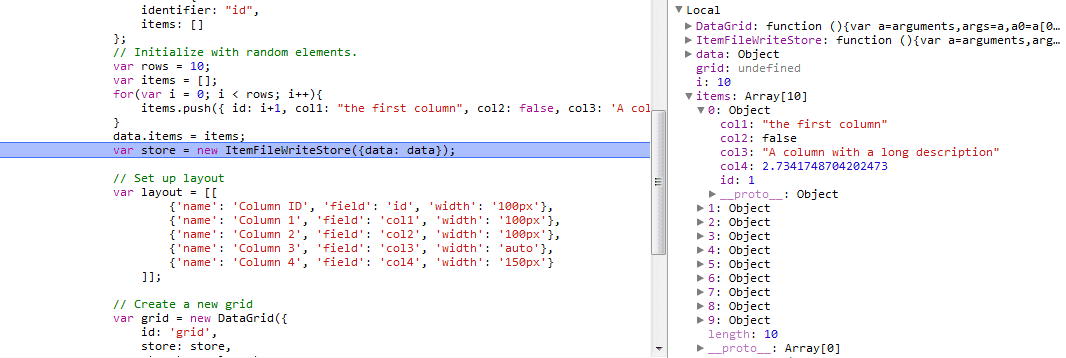 identifier: "id",
items: []
};
// Initialize with random elements.
var rows = 10;
var items = [];
for(var i = 0; i < rows; i++){
items.push({ id: i+1, col1: "the first column", col2: false, col3: 'A col
}
data.items = items;
var store = new ItemFileWriteStore({data: data});
// Set up layout
var layout = [[
{'name': 'Column ID', 'field': 'id', 'width': '100px'},
{'name': 'Column 1', 'field': 'col1', 'width': '100px'},
{'name': 'Column 2', 'field': 'col2', 'width': '100px'},
{'name': 'Column 3', 'field': 'col3', 'width': 'auto'},
{'name': 'Column 4', 'field': 'col4', 'width': '150px'}
]];
// Create a new grid
var grid = new DataGrid({
id: 'grid',
store: store,
Local
DataGrid: function (){var a=arguments,args=a,a0=a[0…
ItemFileWriteStore: function (){var a=arguments,arg…
data: Object
grid: undefined
i: 10
items: Array[10]
0: Object
col1: "the first column"
col2: false
col3: "A column with a long description"
col4: 2.7341748704202473
id: 1
__proto__: Object
1: Object
2: Object
3: Object
4: Object
5: Object
6: Object
7: Object
8: Object
9: Object
length: 10
__proto__: Array[0]